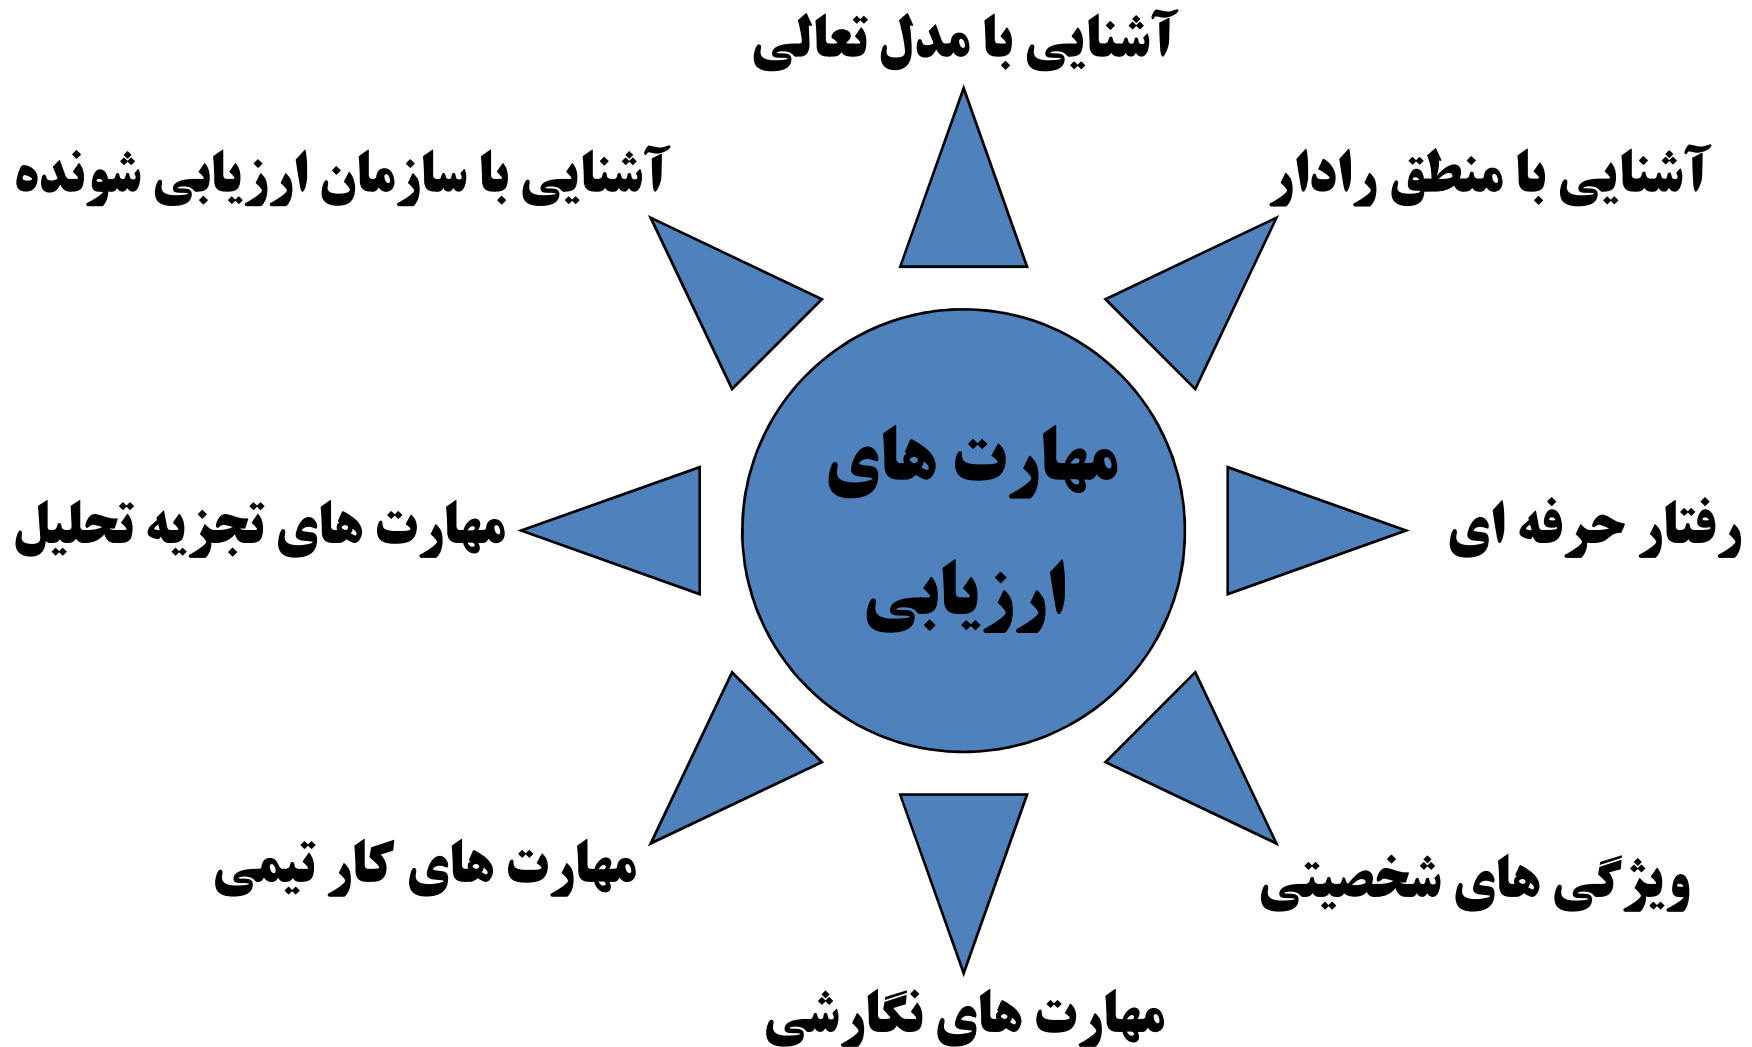 آشنایی با مدل تعالی
آشنایی با منطق رادار
آشنایی با سازمان ارزیابی شونده
مهارت های
ارزیابی
رفتار حرفه ای
مهارت های تجزیه تحلیل
ویژگی های شخصیتی
مهارت های کار تیمی
مهارت های نگارشی